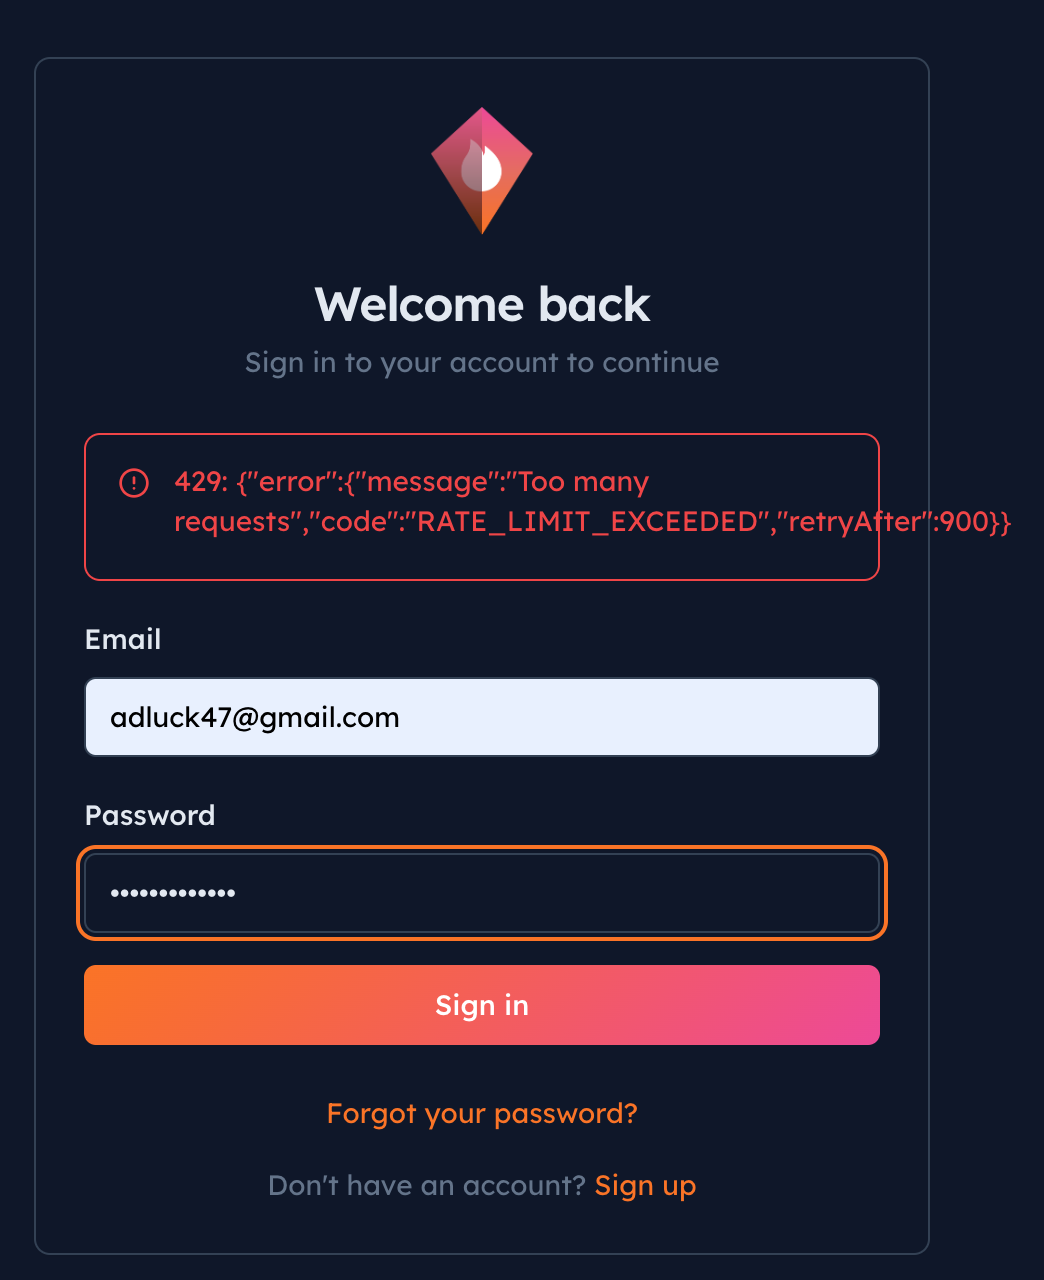 Welcome back
Sign in to your account to continue
429: {"error":{"message":"Too many
requests","code":"RATE_LIMIT_EXCEEDED","retryAfter":900}}
Email
adluck47@gmail.com
Password
•••••••••••••
Sign in
Forgot your password?
Don't have an account? Sign up